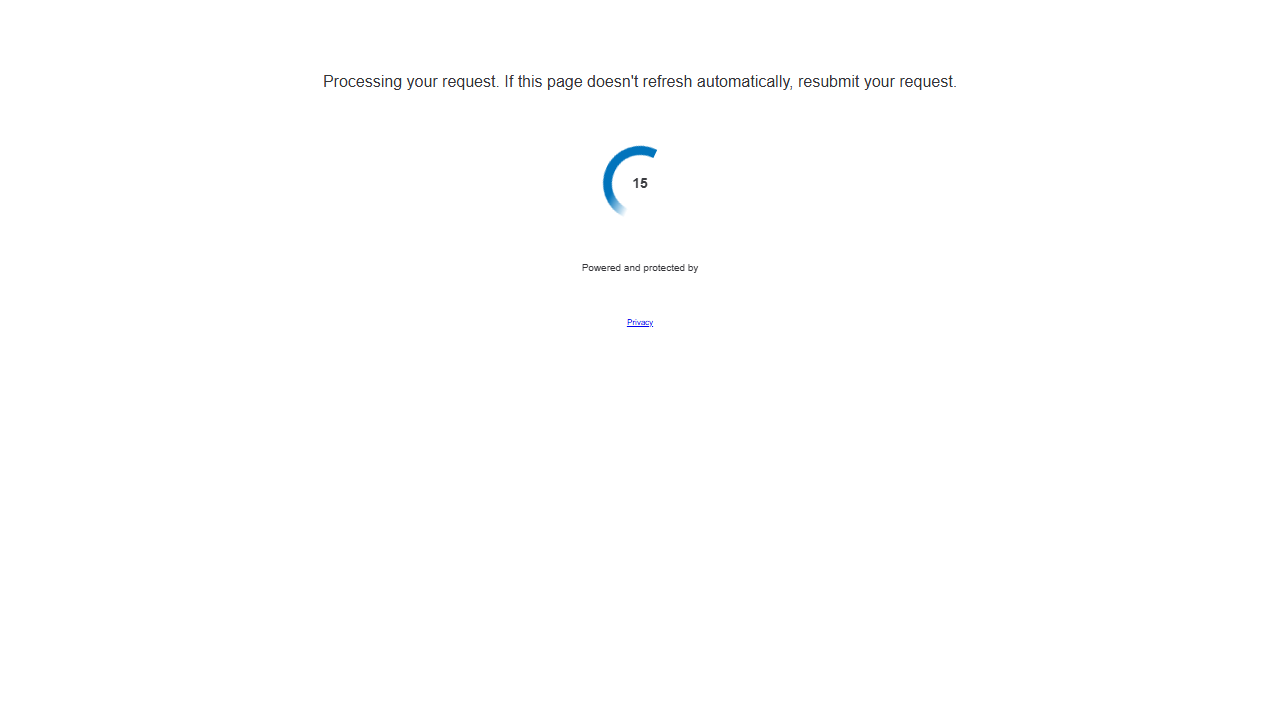 Processing your request. If this page doesn't refresh automatically, resubmit your request.
15
Powered and protected by
Privacy